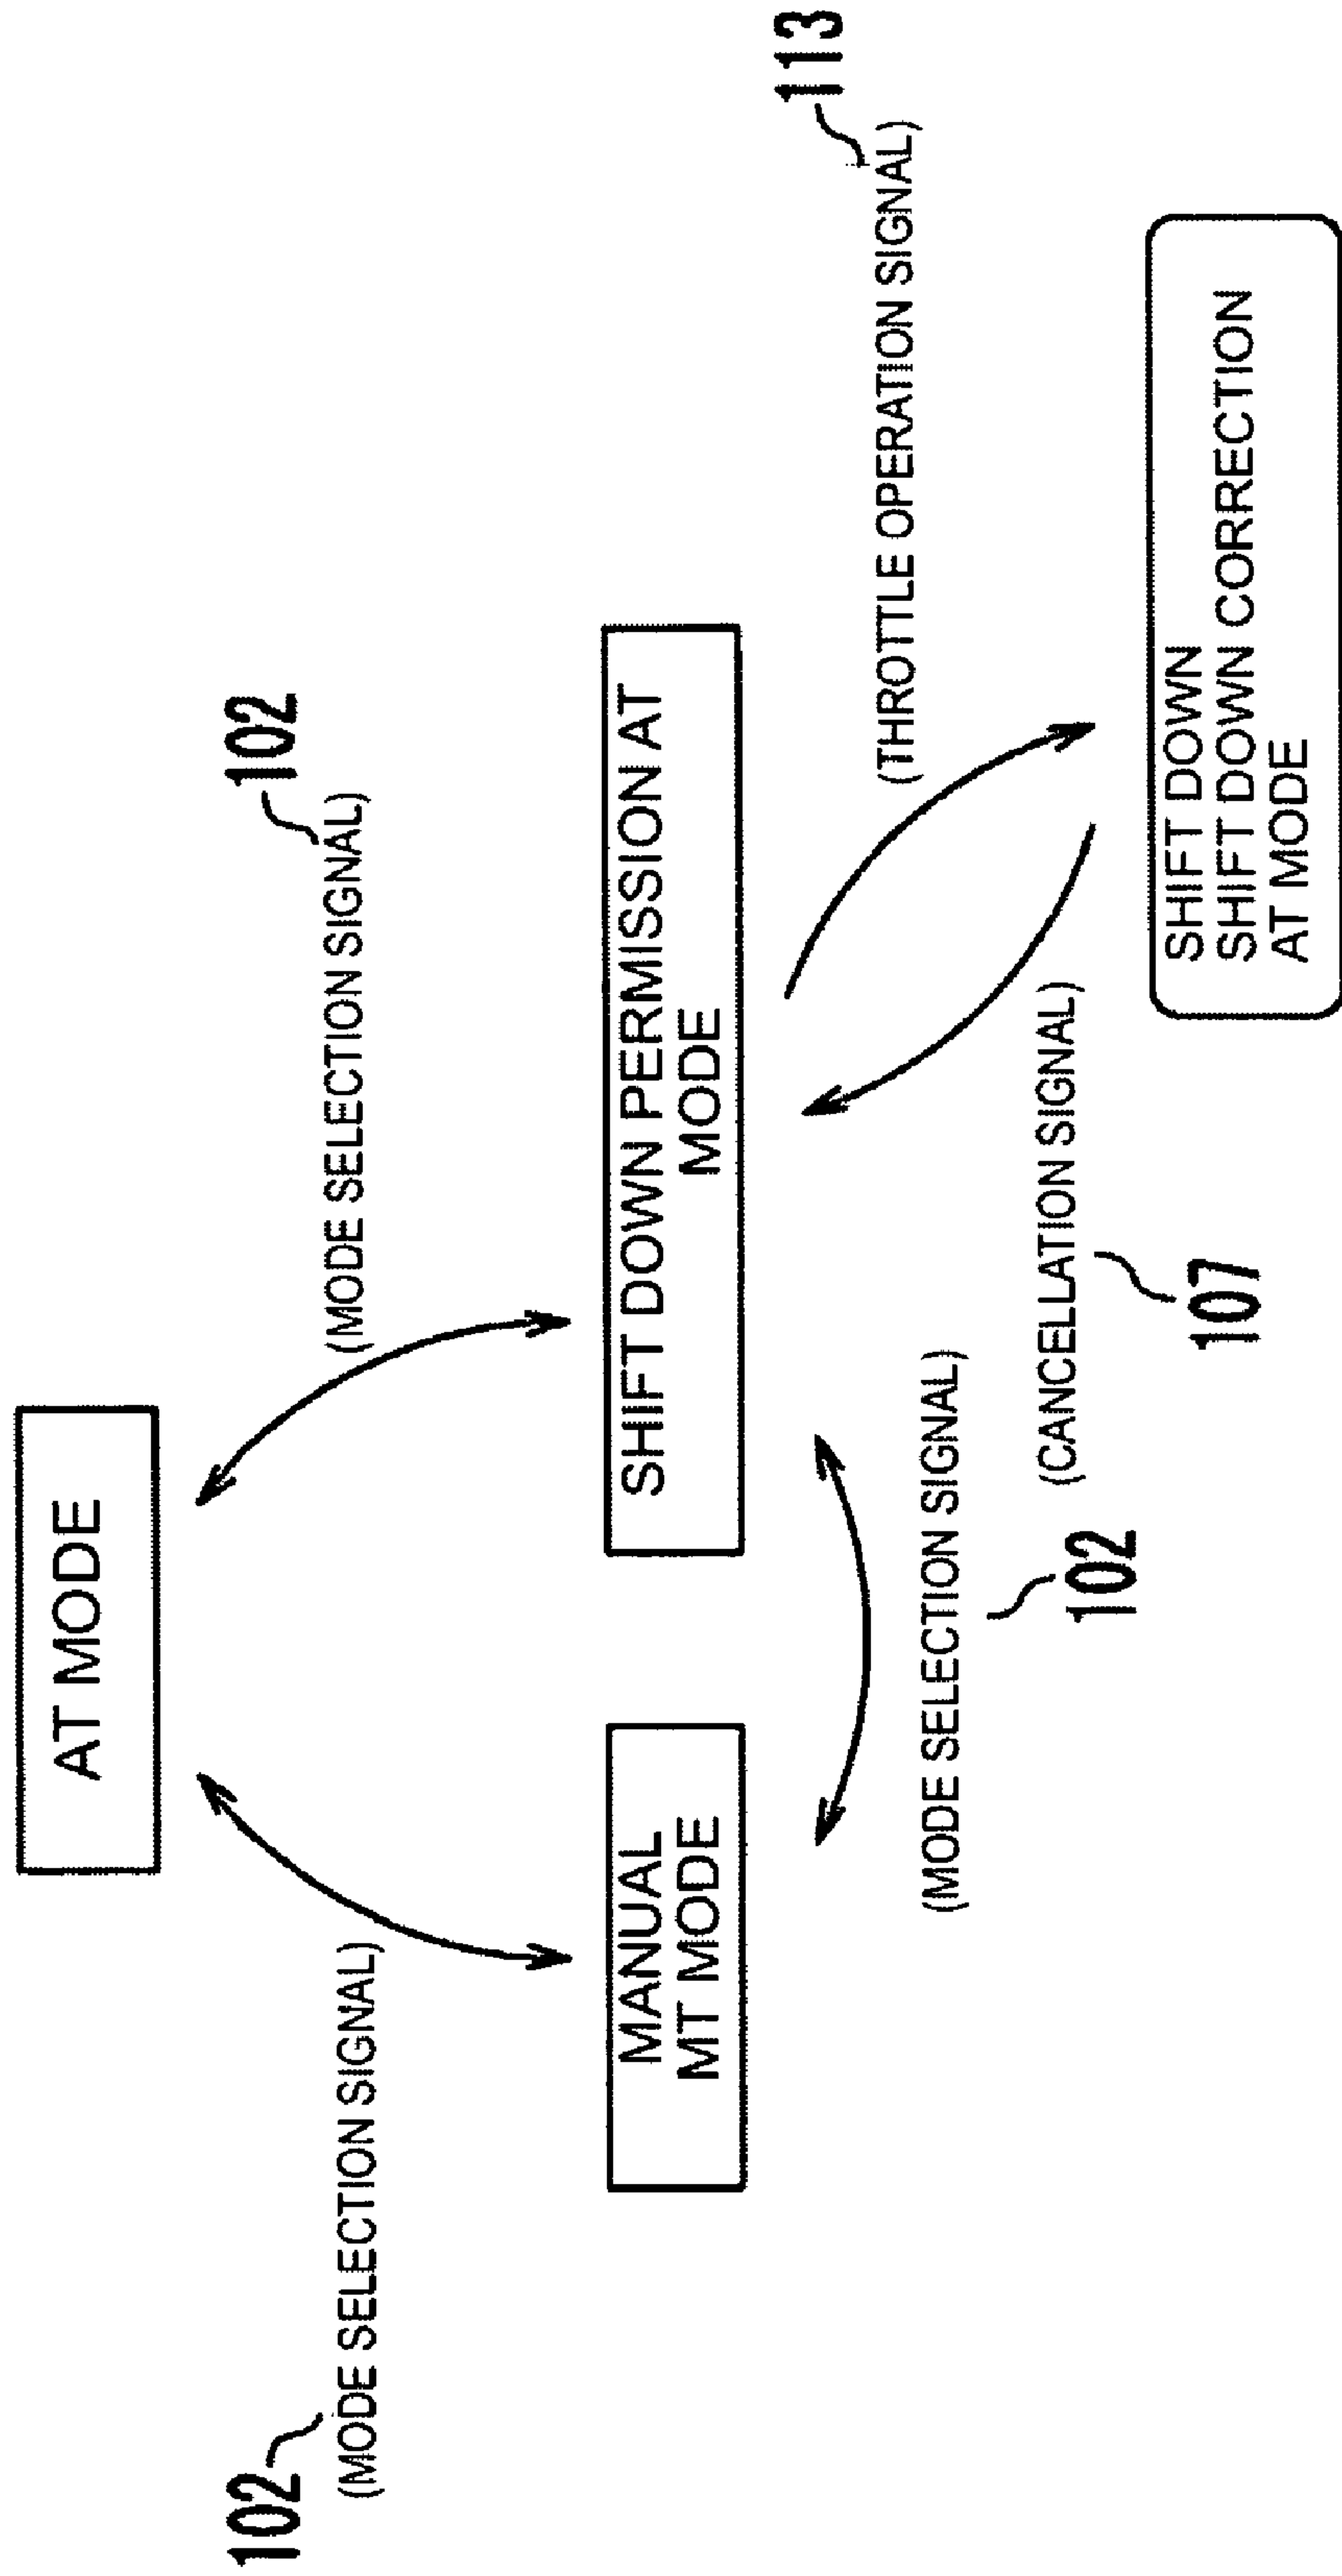 AT MODE
102
(MODE SELECTION SIGNAL)
102
(MODE SELECTION SIGNAL)
MANUAL
MT MODE
SHIFT DOWN PERMISSION AT
MODE
113
(THROTTLE OPERATION SIGNAL)
(MODE SELECTION SIGNAL)
102
(CANCELLATION SIGNAL)
107
SHIFT DOWN
SHIFT DOWN CORRECTION
AT MODE